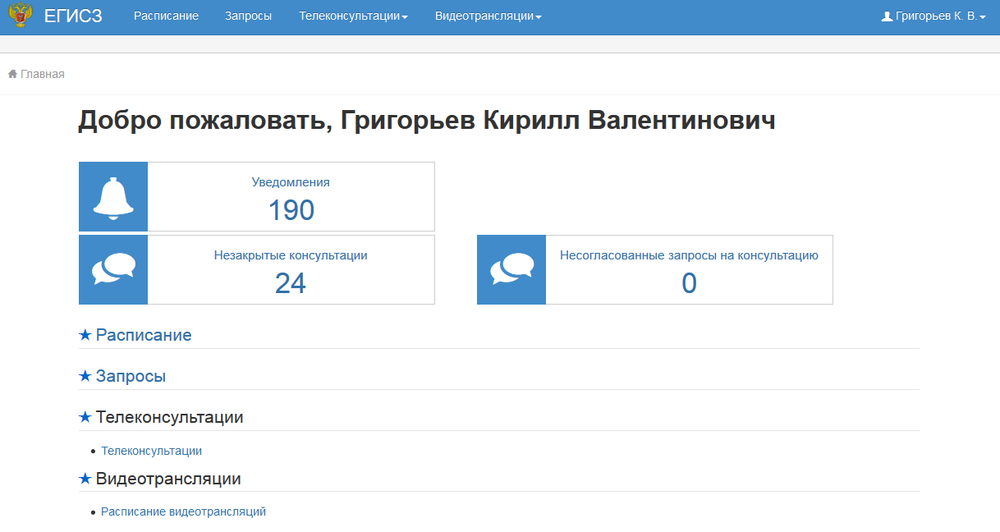 ЕГИСЗ Расписание Запросы Телеконсультации Видеотрансляции Григорьев К. В.
Главная
Добро пожаловать, Григорьев Кирилл Валентинович
Уведомления
190
Незакрытые консультации
24
Несогласованные запросы на консультацию
0
Расписание
Запросы
Телеконсультации
Телеконсультации
Видеотрансляции
Расписание видеотрансляций